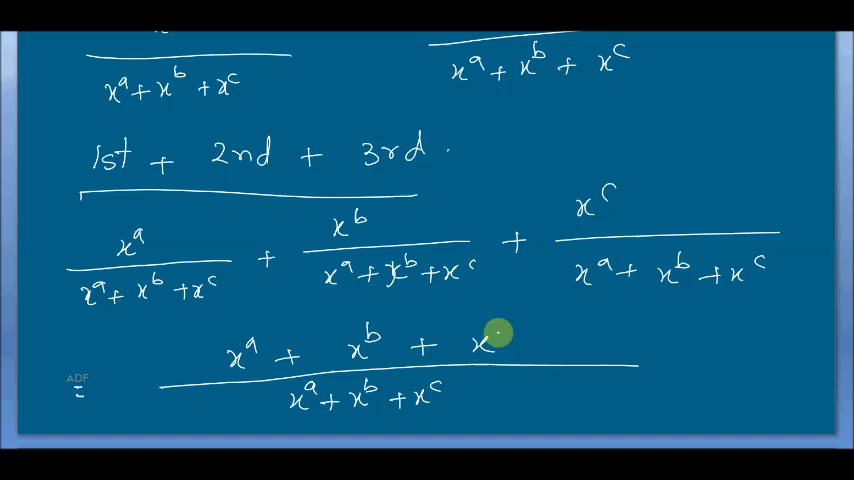 x^a + x^b + x^c
x^a + x^b + x^c
1st + 2nd + 3rd .
x^a / (x^a + x^b + x^c) + x^b / (x^a + x^b + x^c) + x^c / (x^a + x^b + x^c)
x^a + x^b + x
ADF
x^a + x^b + x^c